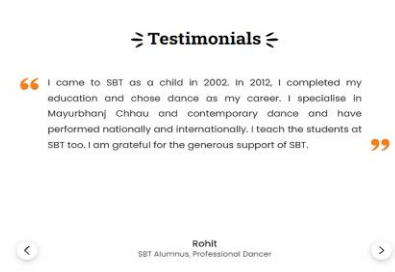 Testimonials
“ I came to SBT as a child in 2002. In 2012, I completed my
education and chose dance as my career. I specialise in
Mayurbhanj Chhau and contemporary dance and have
performed nationally and internationally. I teach the students at
SBT too. I am grateful for the generous support of SBT. ”
Rohit
SBT Alumnus, Professional Dancer